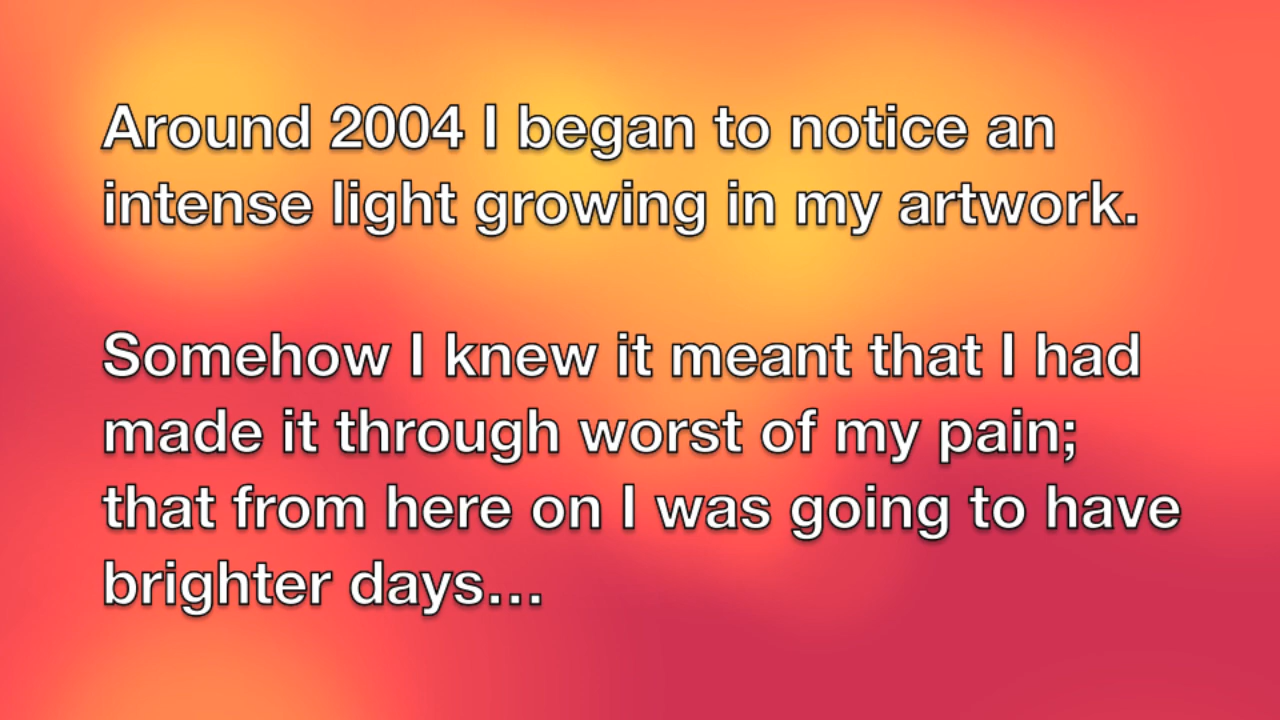 Around 2004 I began to notice an
intense light growing in my artwork.
Somehow I knew it meant that I had
made it through worst of my pain;
that from here on I was going to have
brighter days...